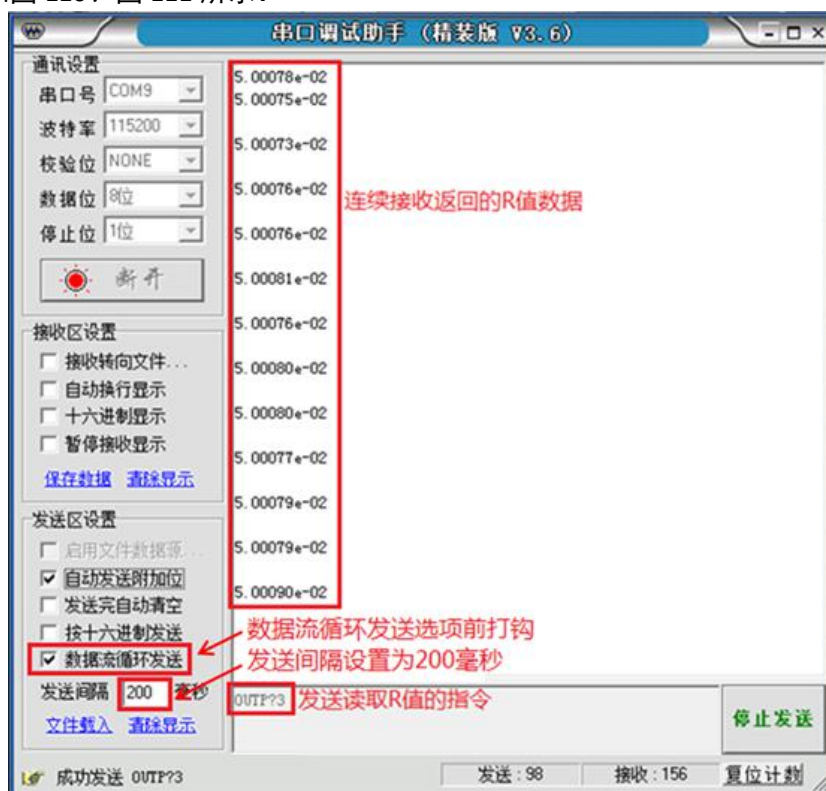 串口调试助手 (精装版 V3.6)
通讯设置
串口号 COM9
波特率 115200
校验位 NONE
数据位 8位
停止位 1位
断开
接收区设置
接收转向文件...
自动换行显示
十六进制显示
暂停接收显示
保存数据 清除显示
发送区设置
启用文件数据源...
自动发送附加位
发送完自动清空
按十六进制发送
数据流循环发送
发送间隔 200 毫秒
文件载入 清除显示
5.00078e-02
5.00075e-02
5.00073e-02
5.00076e-02
连续接收返回的R值数据
5.00076e-02
5.00081e-02
5.00076e-02
5.00080e-02
5.00080e-02
5.00077e-02
5.00079e-02
5.00079e-02
5.00090e-02
数据流循环发送选项前打钩
发送间隔设置为200毫秒
OUTP?3 发送读取R值的指令
停止发送
成功发送 OUTP?3
发送:98
接收:156
复位计数